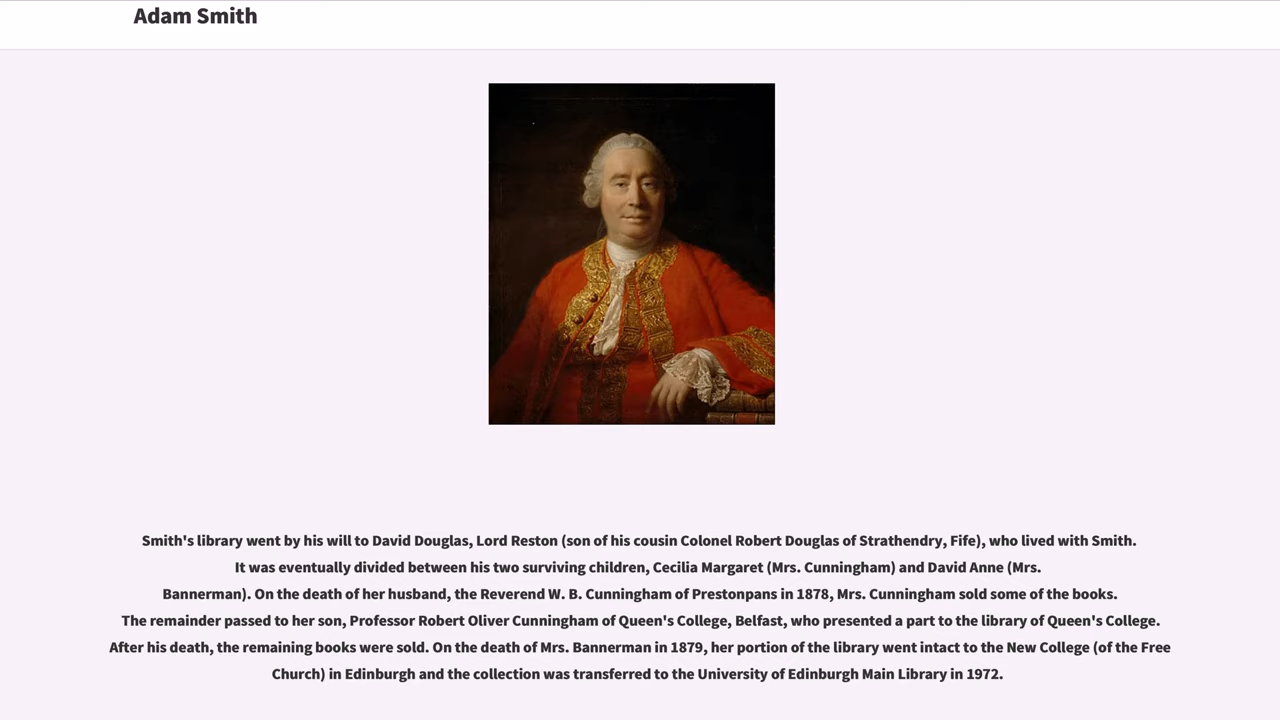 Adam Smith
Smith's library went by his will to David Douglas, Lord Reston (son of his cousin Colonel Robert Douglas of Strathendry, Fife), who lived with Smith.
It was eventually divided between his two surviving children, Cecilia Margaret (Mrs. Cunningham) and David Anne (Mrs.
Bannerman). On the death of her husband, the Reverend W. B. Cunningham of Prestonpans in 1878, Mrs. Cunningham sold some of the books.
The remainder passed to her son, Professor Robert Oliver Cunningham of Queen's College, Belfast, who presented a part to the library of Queen's College.
After his death, the remaining books were sold. On the death of Mrs. Bannerman in 1879, her portion of the library went intact to the New College (of the Free
Church) in Edinburgh and the collection was transferred to the University of Edinburgh Main Library in 1972.